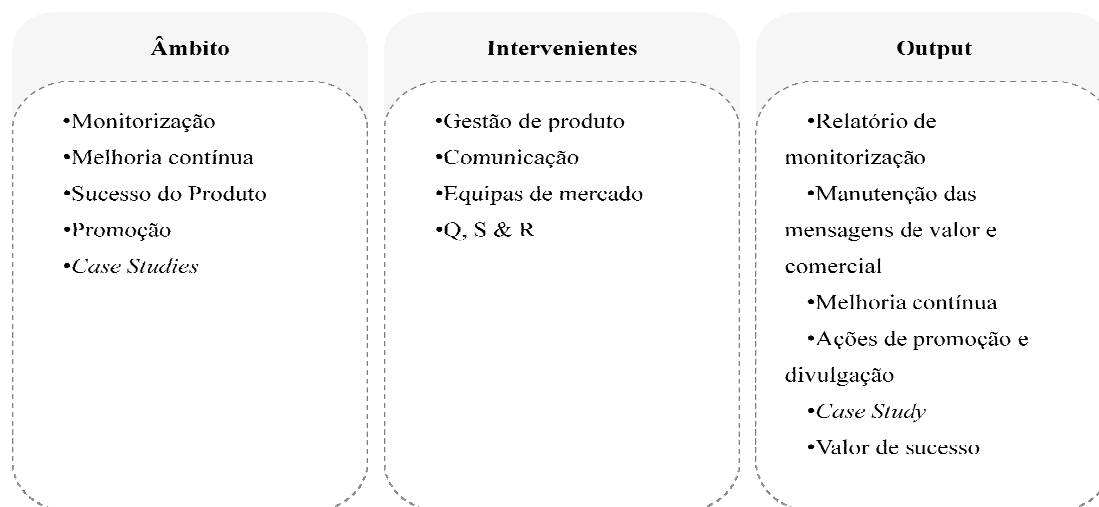 Âmbito
•Monitorização
•Melhoria contínua
•Sucesso do Produto
•Promoção
•Case Studies
Intervenientes
•Gestão de produto
•Comunicação
•Equipas de mercado
•Q, S & R
Output
•Relatório de
monitorização
•Manutenção das
mensagens de valor e
comercial
•Melhoria contínua
•Ações de promoção e
divulgação
•Case Study
•Valor de sucesso